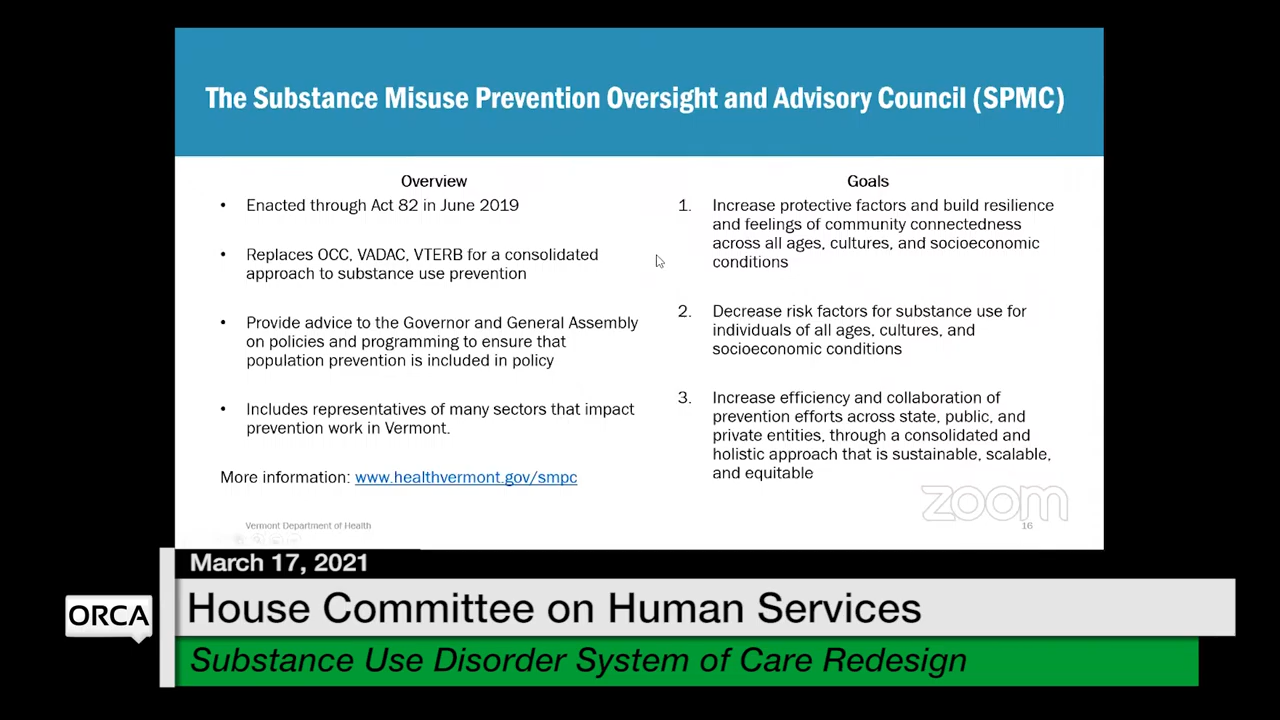 The Substance Misuse Prevention Oversight and Advisory Council (SPMC)
Overview
• Enacted through Act 82 in June 2019
• Replaces OCC, VADAC, VTERB for a consolidated
approach to substance use prevention
• Provide advice to the Governor and General Assembly
on policies and programming to ensure that
population prevention is included in policy
• Includes representatives of many sectors that impact
prevention work in Vermont.
More information: www.healthvermont.gov/smpc
Goals
1. Increase protective factors and build resilience
and feelings of community connectedness
across all ages, cultures, and socioeconomic
conditions
2. Decrease risk factors for substance use for
individuals of all ages, cultures, and
socioeconomic conditions
3. Increase efficiency and collaboration of
prevention efforts across state, public, and
private entities, through a consolidated and
holistic approach that is sustainable, scalable,
and equitable
zoom
Vermont Department of Health
16
March 17, 2021
ORCA
House Committee on Human Services
Substance Use Disorder System of Care Redesign